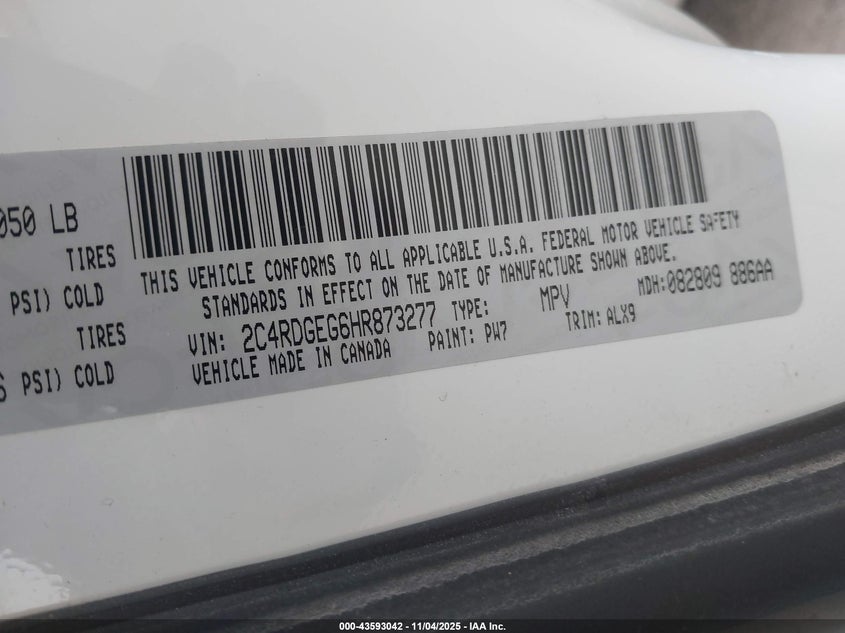 050 LB
TIRES
PSI) COLD
TIRES
PSI) COLD
THIS VEHICLE CONFORMS TO ALL APPLICABLE U.S.A. FEDERAL MOTOR VEHICLE SAFETY
STANDARDS IN EFFECT ON THE DATE OF MANUFACTURE SHOWN ABOVE.
VIN: 2C4RDGEG6HR873277 TYPE: MPV MDH:082809 886AA
VEHICLE MADE IN CANADA PAINT: PW7 TRIM: ALX9
000-43593042 - 11/04/2025 - IAA Inc.